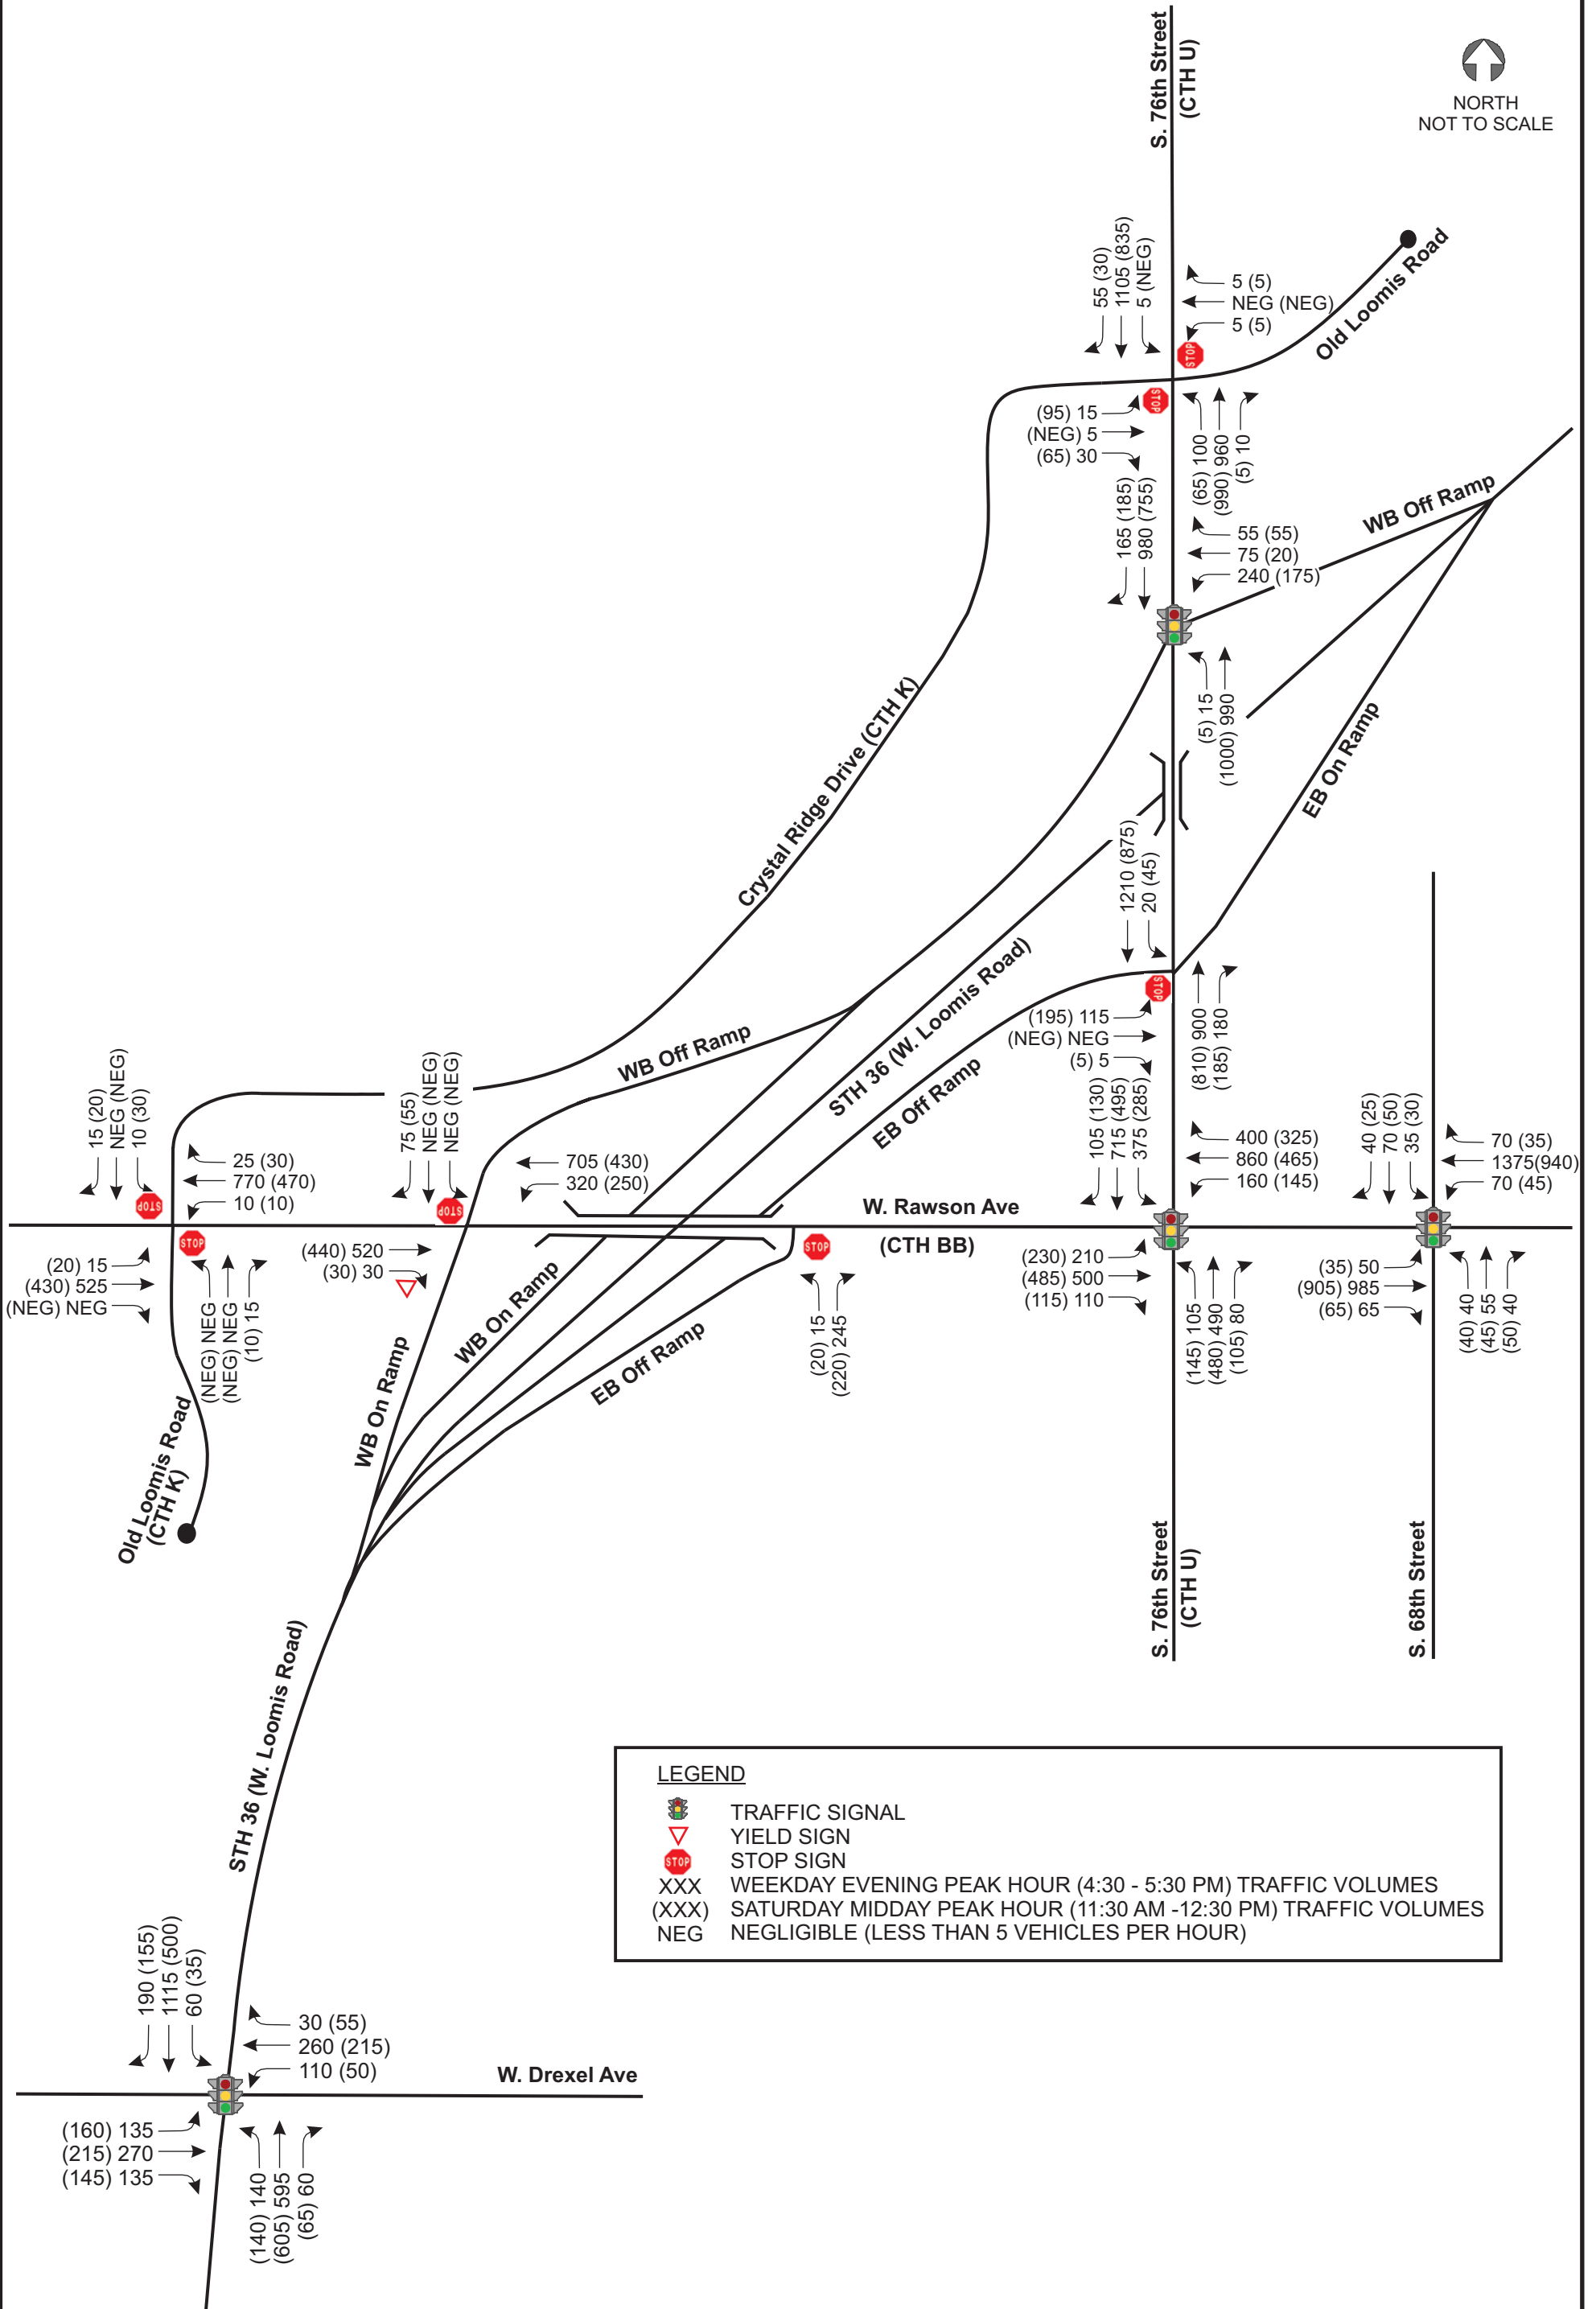 S. 76th Street
(CTH U)
NORTH
NOT TO SCALE
55 (30)
1105 (835)
5 (NEG)
5 (5)
NEG (NEG)
5 (5)
Old Loomis Road
STOP
STOP
(95) 15
(NEG) 5
(65) 30
(65) 100
(990) 960
(5) 10
165 (185)
980 (755)
55 (55)
75 (20)
240 (175)
WB Off Ramp
(5) 15
(1000) 990
EB On Ramp
Crystal Ridge Drive (CTH K)
1210 (875)
20 (45)
STOP
(195) 115
(NEG) NEG
(5) 5
(810) 900
(185) 180
STH 36 (W. Loomis Road)
EB Off Ramp
WB Off Ramp
15 (20)
NEG (NEG)
10 (30)
25 (30)
770 (470)
10 (10)
STOP
STOP
(20) 15
(430) 525
(NEG) NEG
(NEG) NEG
(NEG) NEG
(10) 15
Old Loomis Road
(CTH K)
75 (55)
NEG (NEG)
NEG (NEG)
STOP
705 (430)
320 (250)
(440) 520
(30) 30
WB On Ramp
WB On Ramp
EB Off Ramp
W. Rawson Ave
(CTH BB)
STOP
(20) 15
(220) 245
105 (130)
715 (495)
375 (285)
400 (325)
860 (465)
160 (145)
(230) 210
(485) 500
(115) 110
(145) 105
(480) 490
(105) 80
40 (25)
70 (50)
35 (30)
70 (35)
1375(940)
70 (45)
(35) 50
(905) 985
(65) 65
(40) 40
(45) 55
(50) 40
S. 76th Street
(CTH U)
S. 68th Street
STH 36 (W. Loomis Road)
LEGEND
TRAFFIC SIGNAL
YIELD SIGN
STOP STOP SIGN
XXX WEEKDAY EVENING PEAK HOUR (4:30 - 5:30 PM) TRAFFIC VOLUMES
(XXX) SATURDAY MIDDAY PEAK HOUR (11:30 AM -12:30 PM) TRAFFIC VOLUMES
NEG NEGLIGIBLE (LESS THAN 5 VEHICLES PER HOUR)
190 (155)
1115 (500)
60 (35)
30 (55)
260 (215)
110 (50)
W. Drexel Ave
(160) 135
(215) 270
(145) 135
(140) 140
(605) 595
(65) 60